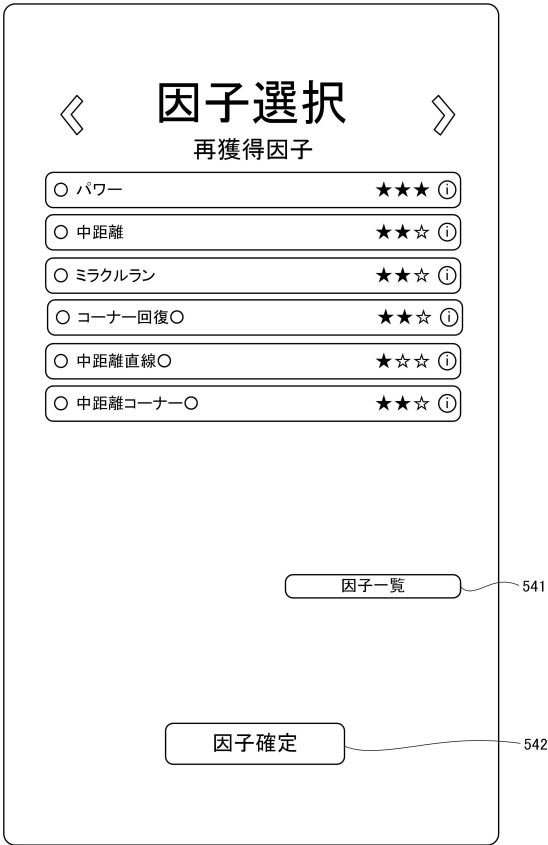 因子選択
再獲得因子
○ パワー ★★★ ⓘ
○ 中距離 ★★☆ ⓘ
○ ミラクルラン ★★☆ ⓘ
○ コーナー回復○ ★★☆ ⓘ
○ 中距離直線○ ★☆☆ ⓘ
○ 中距離コーナー○ ★★☆ ⓘ
因子一覧 541
因子確定 542